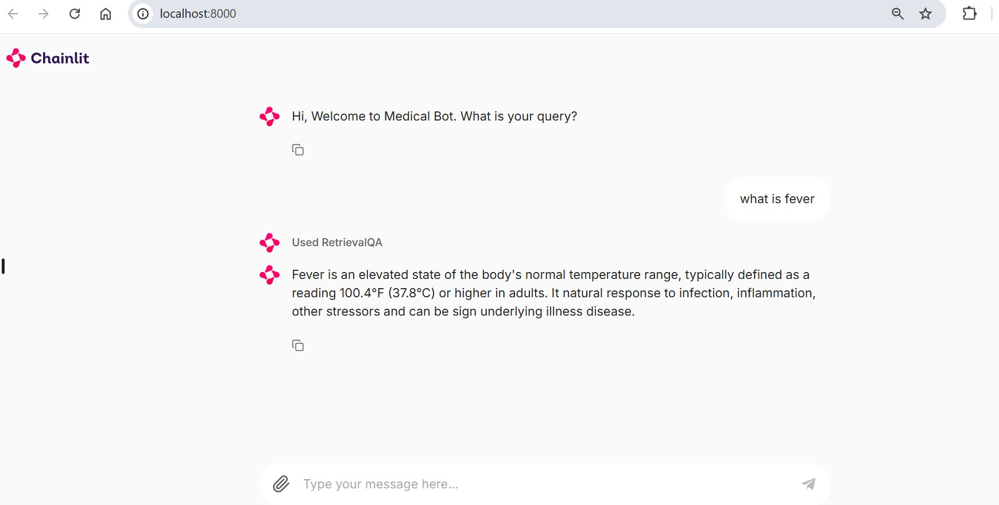 localhost:8000
Chainlit
Hi, Welcome to Medical Bot. What is your query?
what is fever
Used RetrievalQA
Fever is an elevated state of the body's normal temperature range, typically defined as a
reading 100.4°F (37.8°C) or higher in adults. It natural response to infection, inflammation,
other stressors and can be sign underlying illness disease.
Type your message here...